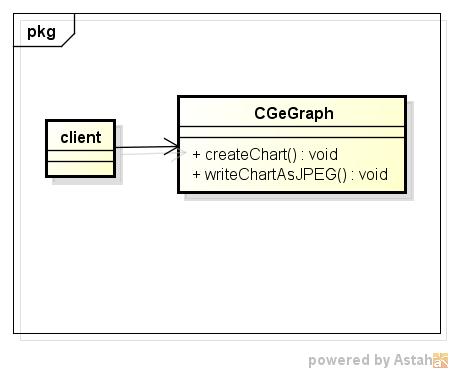 pkg
client
CGeGraph
+ createChart() : void
+ writeChartAsJPEG() : void
powered by Astah